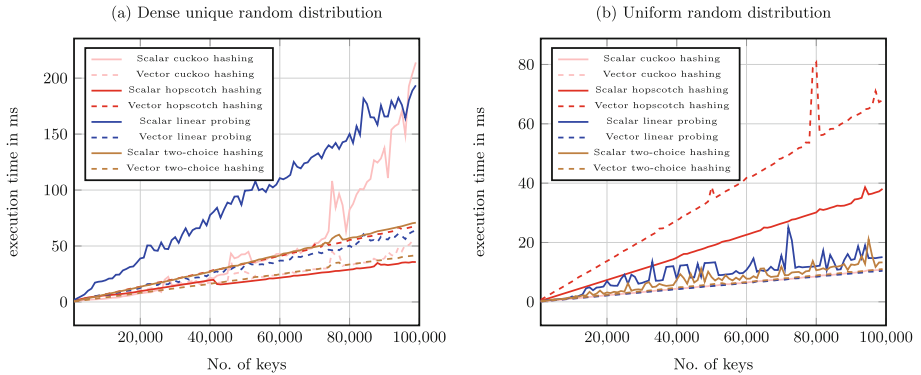 (a) Dense unique random distribution
execution time in ms
200
150
100
50
0
Scalar cuckoo hashing
Vector cuckoo hashing
Scalar hopscotch hashing
Vector hopscotch hashing
Scalar linear probing
Vector linear probing
Scalar two-choice hashing
Vector two-choice hashing
20,000 40,000 60,000 80,000 100,000
No. of keys
(b) Uniform random distribution
execution time in ms
80
60
40
20
0
Scalar cuckoo hashing
Vector cuckoo hashing
Scalar hopscotch hashing
Vector hopscotch hashing
Scalar linear probing
Vector linear probing
Scalar two-choice hashing
Vector two-choice hashing
20,000 40,000 60,000 80,000 100,000
No. of keys